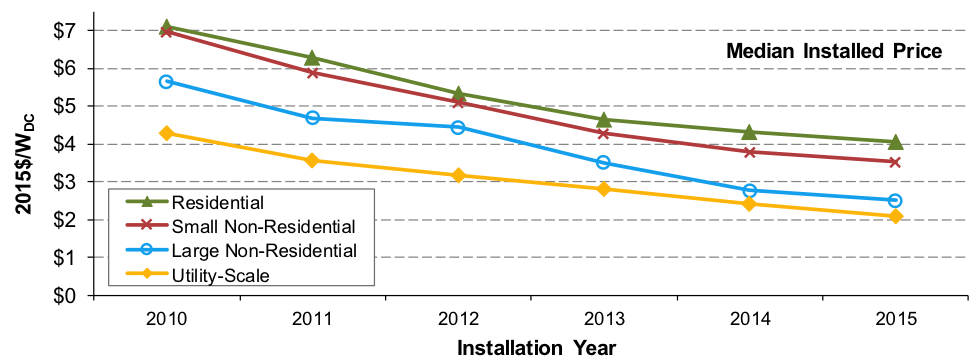 Median Installed Price
2015$/WDC
$7
$6
$5
$4
$3
$2
$1
$0
Residential
Small Non-Residential
Large Non-Residential
Utility-Scale
2010 2011 2012 2013 2014 2015
Installation Year